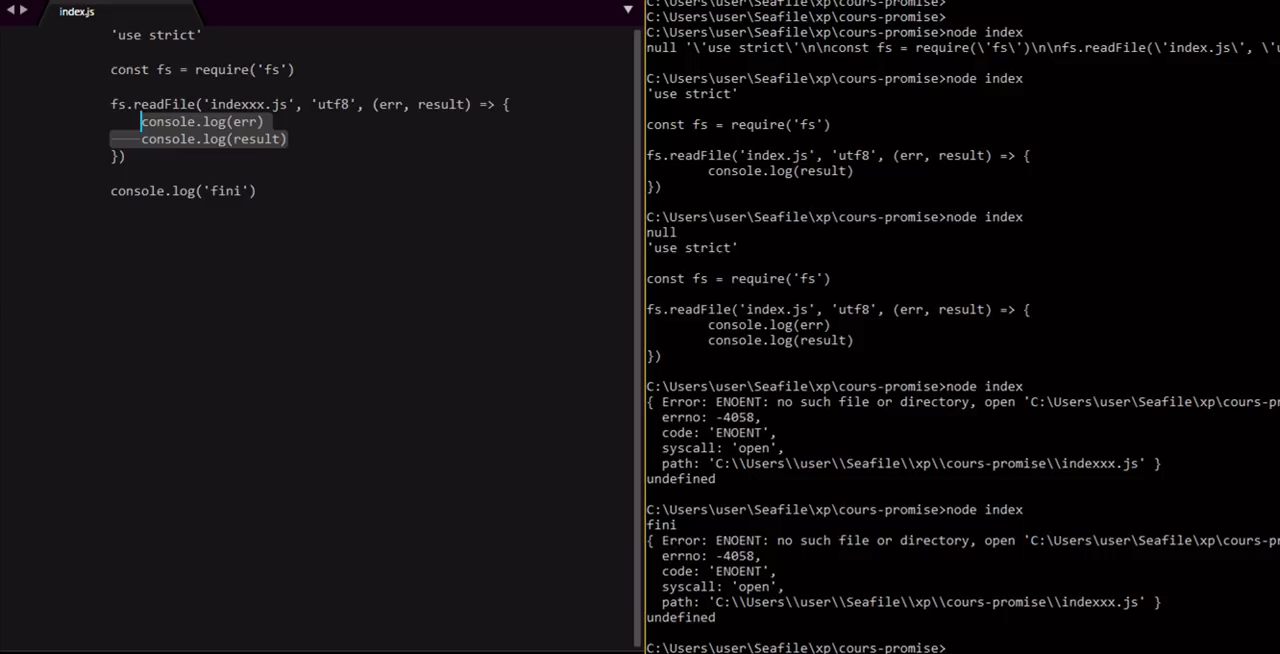 index.js
'use strict'
const fs = require('fs')
fs.readFile('indexxx.js', 'utf8', (err, result) => {
console.log(err)
console.log(result)
})
console.log('fini')
C:\Users\user\Seafile\xp\cours-promise>
C:\Users\user\Seafile\xp\cours-promise>
C:\Users\user\Seafile\xp\cours-promise>node index
null '\'use strict\'\n\nconst fs = require(\'fs\')\n\nfs.readFile(\'index.js\', \'u
C:\Users\user\Seafile\xp\cours-promise>node index
'use strict'
const fs = require('fs')
fs.readFile('index.js', 'utf8', (err, result) => {
console.log(result)
})
C:\Users\user\Seafile\xp\cours-promise>node index
null
'use strict'
const fs = require('fs')
fs.readFile('index.js', 'utf8', (err, result) => {
console.log(err)
console.log(result)
})
C:\Users\user\Seafile\xp\cours-promise>node index
{ Error: ENOENT: no such file or directory, open 'C:\Users\user\Seafile\xp\cours-p
errno: -4058,
code: 'ENOENT',
syscall: 'open',
path: 'C:\\Users\\user\\Seafile\\xp\\cours-promise\\indexxx.js' }
undefined
C:\Users\user\Seafile\xp\cours-promise>node index
fini
{ Error: ENOENT: no such file or directory, open 'C:\Users\user\Seafile\xp\cours-p
errno: -4058,
code: 'ENOENT',
syscall: 'open',
path: 'C:\\Users\\user\\Seafile\\xp\\cours-promise\\indexxx.js' }
undefined
C:\Users\user\Seafile\xp\cours-promise>